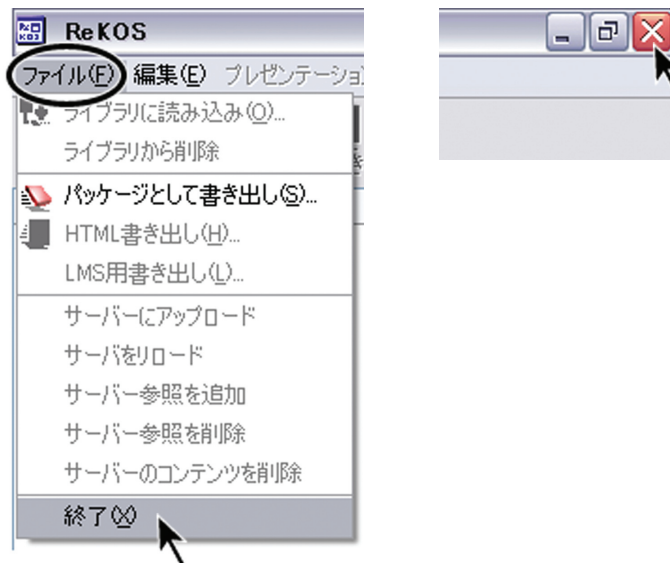 ReKOS
ファイル(F) 編集(E) プレゼンテーショ
ライブラリに読み込み(O)...
ライブラリから削除
パッケージとして書き出し(S)...
HTML書き出し(H)...
LMS用書き出し(L)...
サーバーにアップロード
サーバをリロード
サーバー参照を追加
サーバー参照を削除
サーバーのコンテンツを削除
終了(X)